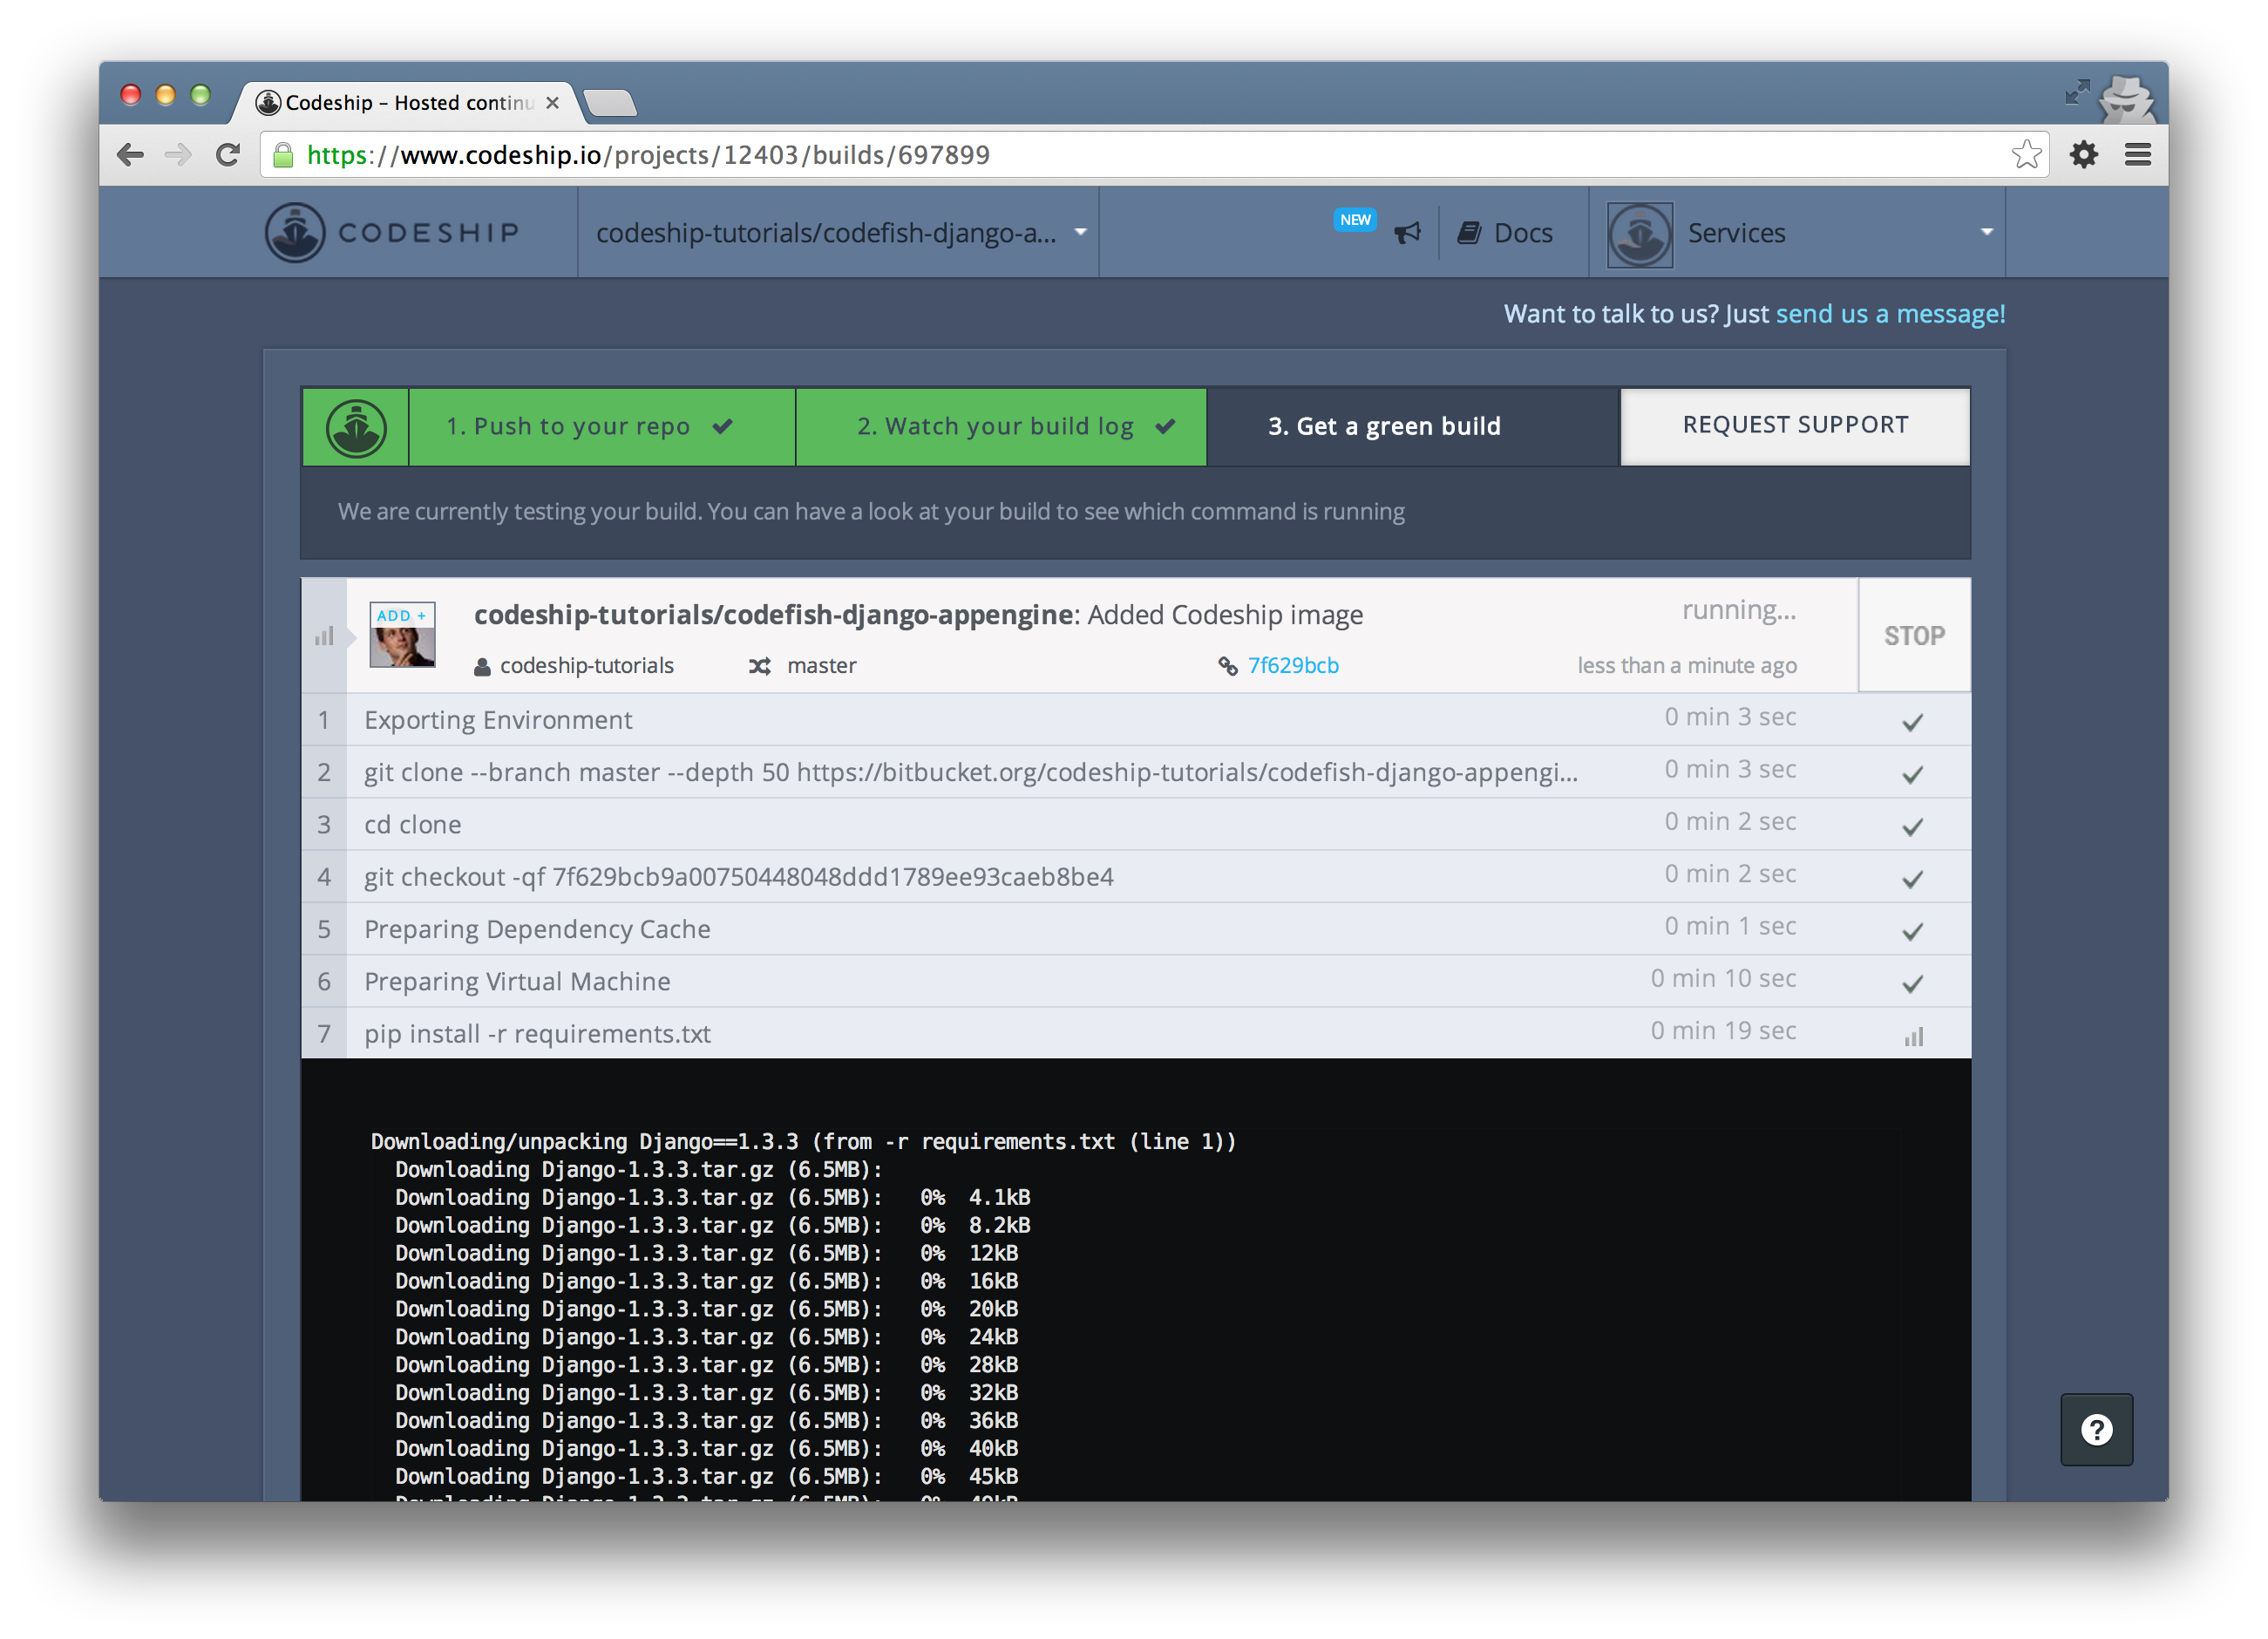 Codeship – Hosted continu
https://www.codeship.io/projects/12403/builds/697899
CODESHIP
codeship-tutorials/codefish-django-a...
NEW
Docs
Services
Want to talk to us? Just send us a message!
1. Push to your repo
2. Watch your build log
3. Get a green build
REQUEST SUPPORT
We are currently testing your build. You can have a look at your build to see which command is running
ADD +
codeship-tutorials/codefish-django-appengine: Added Codeship image
running...
STOP
codeship-tutorials
master
7f629bcb
less than a minute ago
1 Exporting Environment 0 min 3 sec
2 git clone --branch master --depth 50 https://bitbucket.org/codeship-tutorials/codefish-django-appengi... 0 min 3 sec
3 cd clone 0 min 2 sec
4 git checkout -qf 7f629bcb9a00750448048ddd1789ee93caeb8be4 0 min 2 sec
5 Preparing Dependency Cache 0 min 1 sec
6 Preparing Virtual Machine 0 min 10 sec
7 pip install -r requirements.txt 0 min 19 sec
Downloading/unpacking Django==1.3.3 (from -r requirements.txt (line 1))
Downloading Django-1.3.3.tar.gz (6.5MB):
Downloading Django-1.3.3.tar.gz (6.5MB): 0% 4.1kB
Downloading Django-1.3.3.tar.gz (6.5MB): 0% 8.2kB
Downloading Django-1.3.3.tar.gz (6.5MB): 0% 12kB
Downloading Django-1.3.3.tar.gz (6.5MB): 0% 16kB
Downloading Django-1.3.3.tar.gz (6.5MB): 0% 20kB
Downloading Django-1.3.3.tar.gz (6.5MB): 0% 24kB
Downloading Django-1.3.3.tar.gz (6.5MB): 0% 28kB
Downloading Django-1.3.3.tar.gz (6.5MB): 0% 32kB
Downloading Django-1.3.3.tar.gz (6.5MB): 0% 36kB
Downloading Django-1.3.3.tar.gz (6.5MB): 0% 40kB
Downloading Django-1.3.3.tar.gz (6.5MB): 0% 45kB